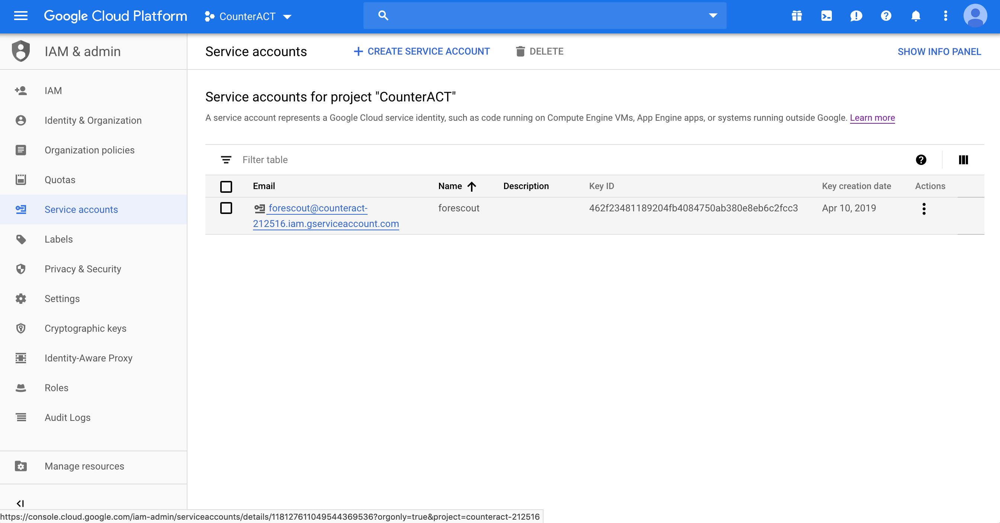 Google Cloud Platform
CounterACT
IAM & admin
Service accounts
CREATE SERVICE ACCOUNT
DELETE
SHOW INFO PANEL
IAM
Identity & Organization
Organization policies
Quotas
Service accounts
Labels
Privacy & Security
Settings
Cryptographic keys
Identity-Aware Proxy
Roles
Audit Logs
Manage resources
Service accounts for project "CounterACT"
A service account represents a Google Cloud service identity, such as code running on Compute Engine VMs, App Engine apps, or systems running outside Google. Learn more
Filter table
Email Name Description Key ID Key creation date Actions
forescout@counteract- forescout 462f23481189204fb4084750ab380e8eb6c2fcc3 Apr 10, 2019
212516.iam.gserviceaccount.com
https://console.cloud.google.com/iam-admin/serviceaccounts/details/118127611049544369536?orgonly=true&project=counteract-212516